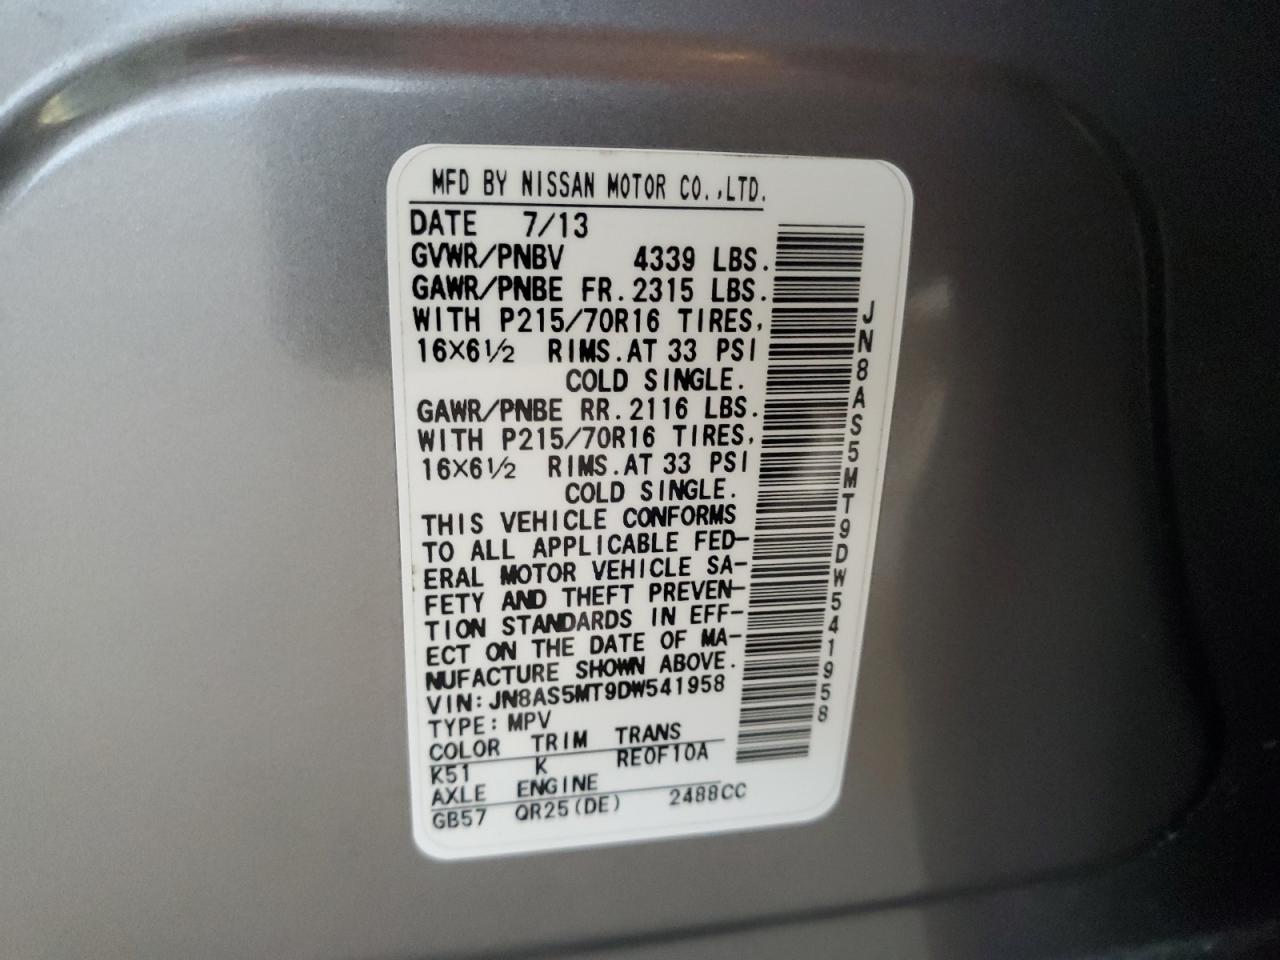 MFD BY NISSAN MOTOR CO.,LTD.
DATE 7/13
GVWR/PNBV 4339 LBS.
GAWR/PNBE FR.2315 LBS.
WITH P215/70R16 TIRES,
16×6½ RIMS.AT 33 PSI
COLD SINGLE.
GAWR/PNBE RR.2116 LBS.
WITH P215/70R16 TIRES,
16×6½ RIMS.AT 33 PSI
COLD SINGLE.
THIS VEHICLE CONFORMS
TO ALL APPLICABLE FED-
ERAL MOTOR VEHICLE SA-
FETY AND THEFT PREVEN-
TION STANDARDS IN EFF-
ECT ON THE DATE OF MA-
NUFACTURE SHOWN ABOVE.
VIN:JN8AS5MT9DW541958
TYPE:MPV
COLOR TRIM TRANS
K51 K RE0F10A
AXLE ENGINE
GB57 QR25(DE) 2488CC
JN8AS5MT9DW541958